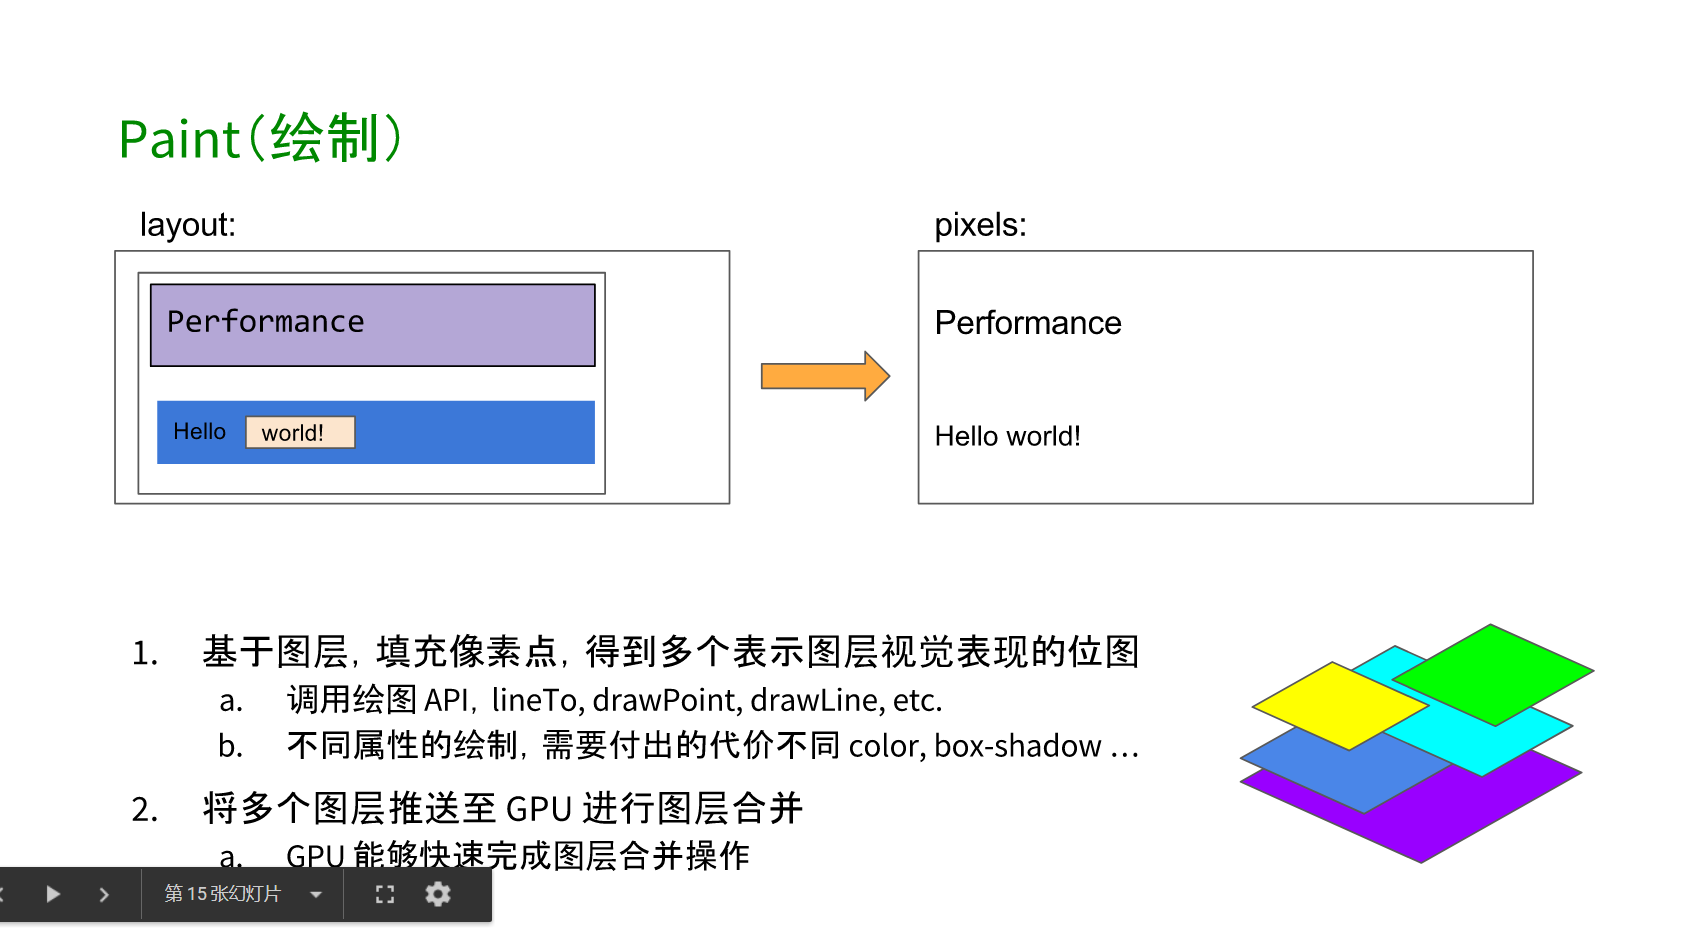 Paint（绘制）
layout:
pixels:
Performance
Hello world!
Performance
Hello world!
1. 基于图层，填充像素点，得到多个表示图层视觉表现的位图
a. 调用绘图 API，lineTo, drawPoint, drawLine, etc.
b. 不同属性的绘制，需要付出的代价不同 color, box-shadow ...
2. 将多个图层推送至 GPU 进行图层合并
a. GPU 能够快速完成图层合并操作
第 15 张幻灯片